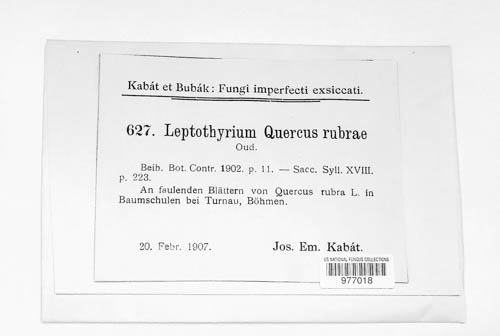 Kabát et Bubák: Fungi imperfecti exsiccati.
627. Leptothyrium Quercus rubrae
Oud.
Beih. Bot. Contr. 1902. p. 11. — Sacc. Syll. XVIII.
p. 223.
An faulenden Blättern von Quercus rubra L. in
Baumschulen bei Turnau, Böhmen.
20. Febr. 1907. Jos. Em. Kabát.
US NATIONAL FUNGUS COLLECTIONS
977018